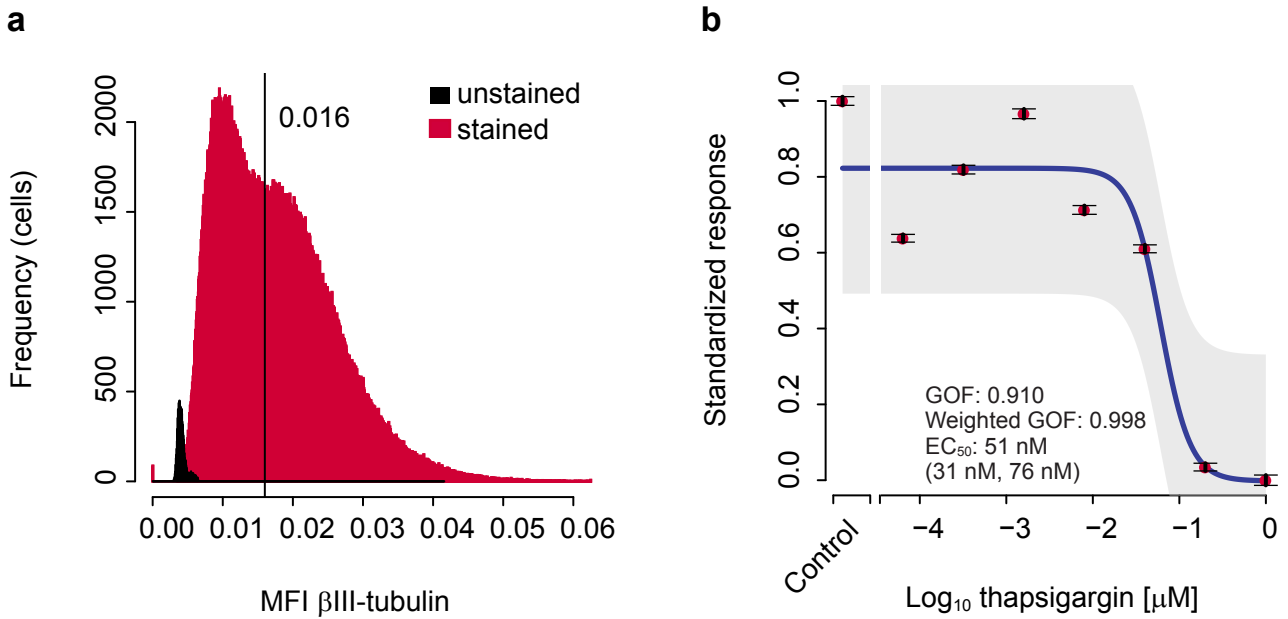 a
Frequency (cells)
2000
1500
1000
500
0
0.016
unstained
stained
0.00 0.01 0.02 0.03 0.04 0.05 0.06
MFI βIII-tubulin
b
Standardized response
1.0
0.8
0.6
0.4
0.2
0.0
GOF: 0.910
Weighted GOF: 0.998
EC₅₀: 51 nM
(31 nM, 76 nM)
Control
−4 −3 −2 −1 0
Log₁₀ thapsigargin [μM]